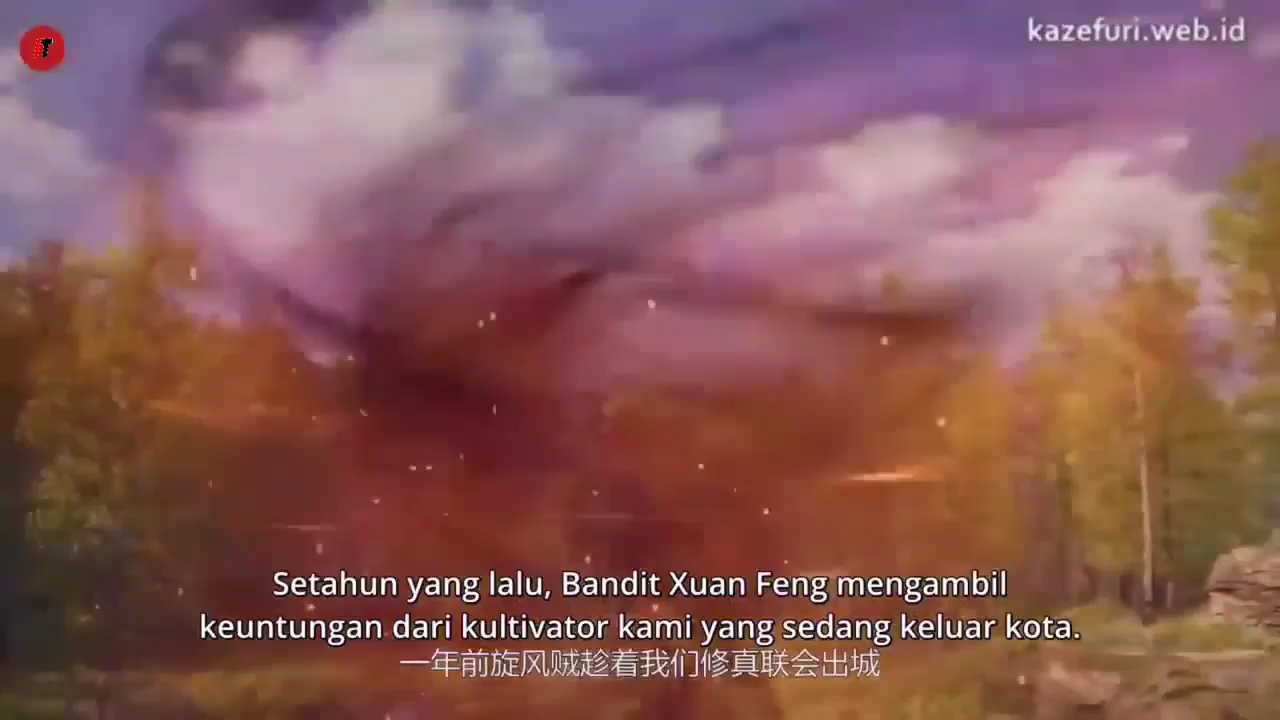 kazefuri.web.id
Setahun yang lalu, Bandit Xuan Feng mengambil
keuntungan dari kultivator kami yang sedang keluar kota.
一年前旋风贼趁着我们修真联会出城